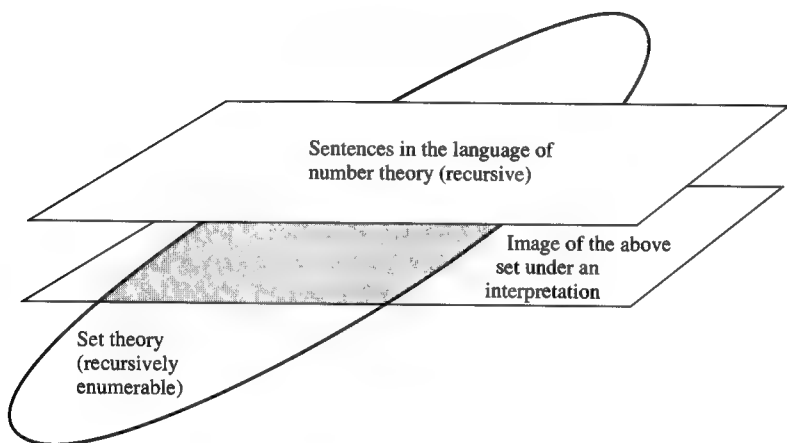 Sentences in the language of
number theory (recursive)
Image of the above
set under an
interpretation
Set theory
(recursively
enumerable)